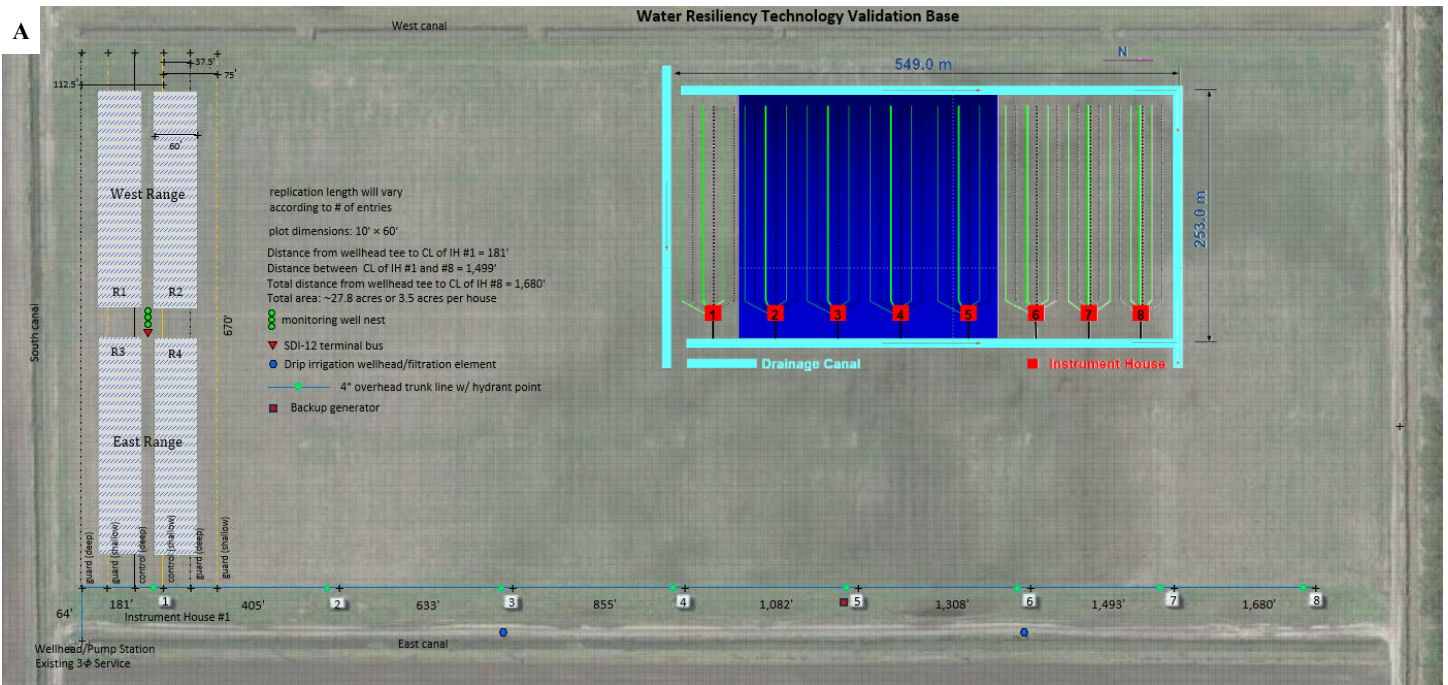 A
Water Resiliency Technology Validation Base
West canal
37.5'
75'
112.5'
60'
West Range
R1
R2
R3
R4
East Range
670'
South canal
replication length will vary
according to # of entries
plot dimensions: 10' × 60'
Distance from wellhead tee to CL of IH #1 = 181'
Distance between CL of IH #1 and #8 = 1,499'
Total distance from wellhead tee to CL of IH #8 = 1,680'
Total area: ~27.8 acres or 3.5 acres per house
monitoring well nest
SDI-12 terminal bus
Drip irrigation wellhead/filtration element
4" overhead trunk line w/ hydrant point
Backup generator
N
549.0 m
253.0 m
1
2
3
4
5
6
7
8
Drainage Canal
Instrument House
guard (deep)
guard (shallow)
control (deep)
control (shallow)
guard (deep)
guard (shallow)
64'
181'
1
405'
2
633'
3
855'
4
1,082'
5
1,308'
6
1,493'
7
1,680'
8
Instrument House #1
Wellhead/Pump Station
Existing 3Φ Service
East canal